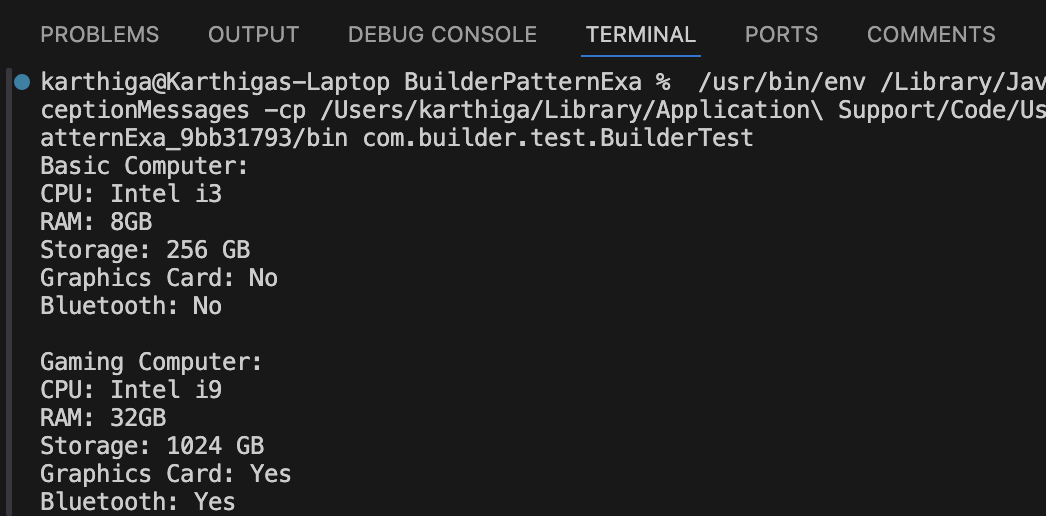 PROBLEMS OUTPUT DEBUG CONSOLE TERMINAL PORTS COMMENTS
karthiga@Karthigas-Laptop BuilderPatternExa % /usr/bin/env /Library/Jav
ceptionMessages -cp /Users/karthiga/Library/Application\ Support/Code/Us
atternExa_9bb31793/bin com.builder.test.BuilderTest
Basic Computer:
CPU: Intel i3
RAM: 8GB
Storage: 256 GB
Graphics Card: No
Bluetooth: No

Gaming Computer:
CPU: Intel i9
RAM: 32GB
Storage: 1024 GB
Graphics Card: Yes
Bluetooth: Yes